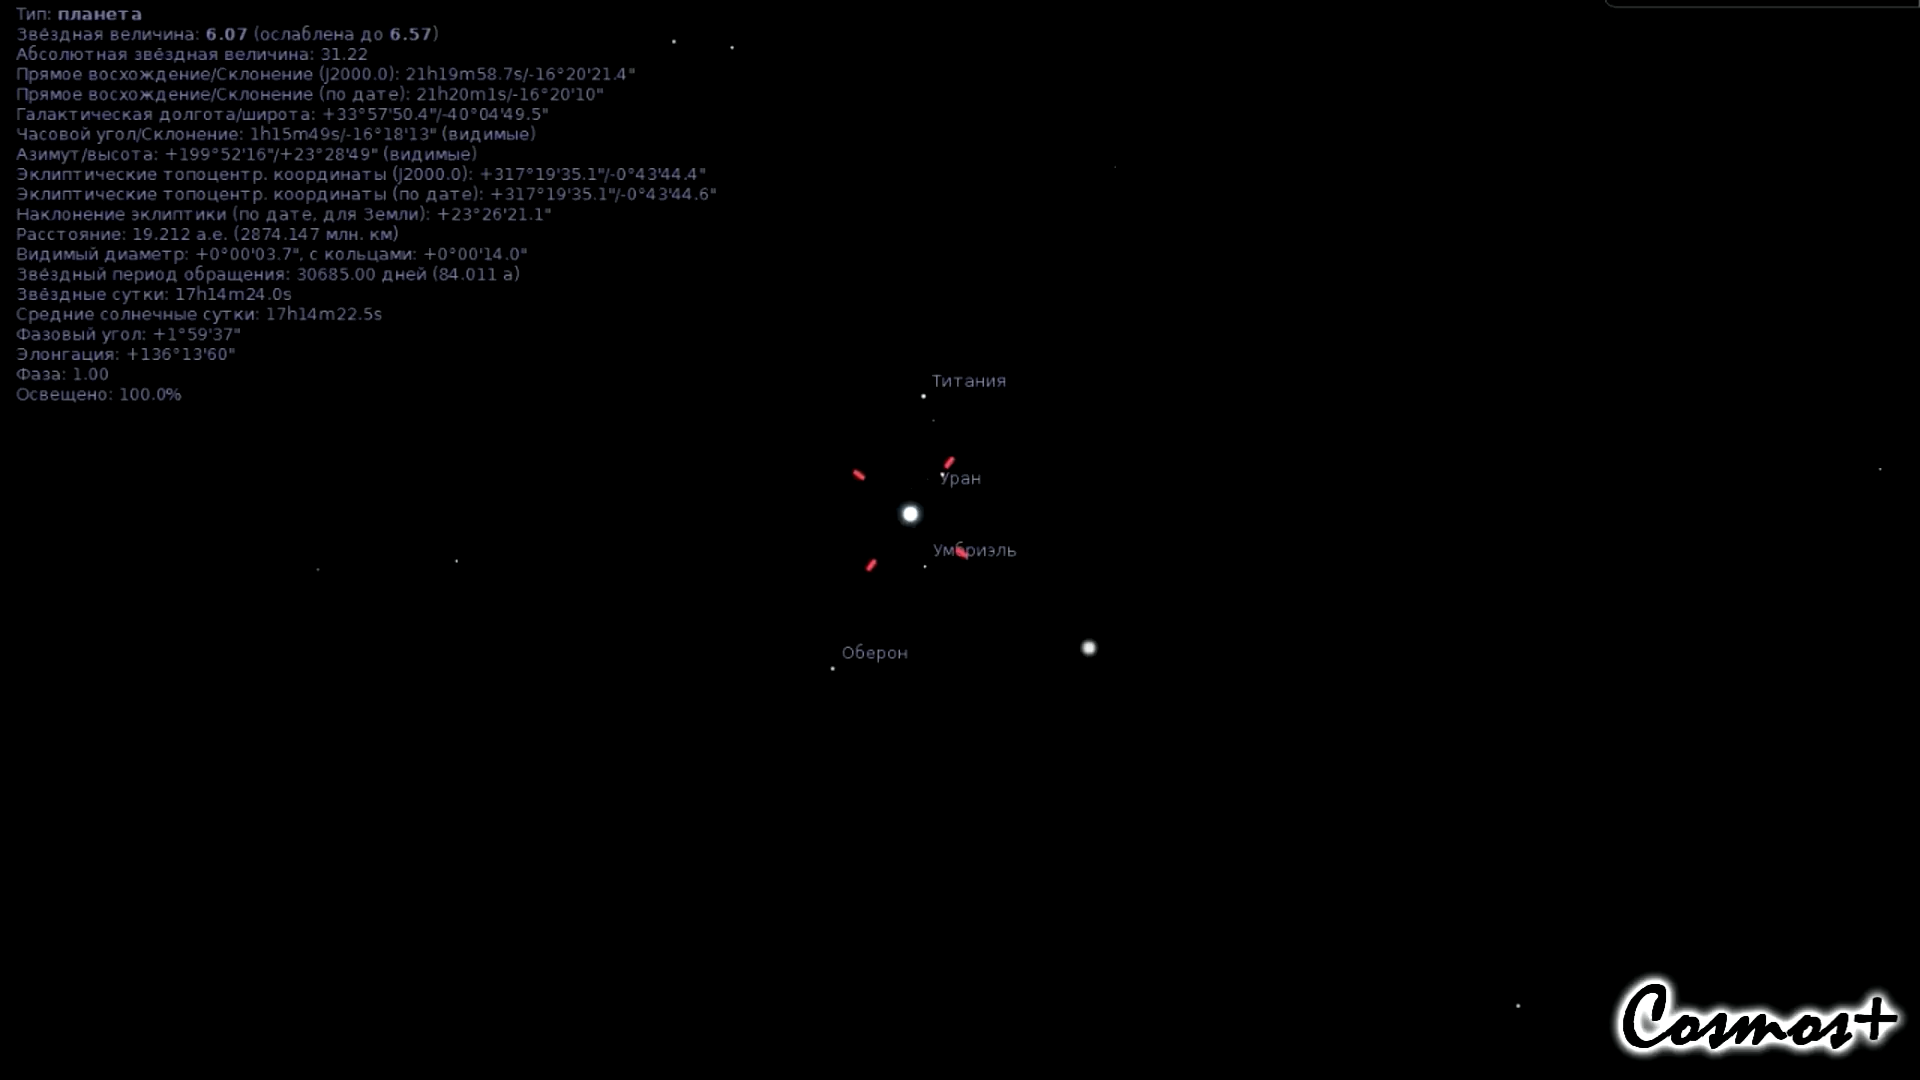 Тип: планета
Звёздная величина: 6.07 (ослаблена до 6.57)
Абсолютная звёздная величина: 31.22
Прямое восхождение/Склонение (J2000.0): 21h19m58.7s/-16°20'21.4"
Прямое восхождение/Склонение (по дате): 21h20m1s/-16°20'10"
Галактическая долгота/широта: +33°57'50.4"/-40°04'49.5"
Часовой угол/Склонение: 1h15m49s/-16°18'13" (видимые)
Азимут/высота: +199°52'16"/+23°28'49" (видимые)
Эклиптические топоцентр. координаты (J2000.0): +317°19'35.1"/-0°43'44.4"
Эклиптические топоцентр. координаты (по дате): +317°19'35.1"/-0°43'44.6"
Наклонение эклиптики (по дате, для Земли): +23°26'21.1"
Расстояние: 19.212 а.е. (2874.147 млн. км)
Видимый диаметр: +0°00'03.7", с кольцами: +0°00'14.0"
Звёздный период обращения: 30685.00 дней (84.011 a)
Звёздные сутки: 17h14m24.0s
Средние солнечные сутки: 17h14m22.5s
Фазовый угол: +1°59'37"
Элонгация: +136°13'60"
Фаза: 1.00
Освещено: 100.0%
Титания
Уран
Умбриэль
Оберон
Cosmos+